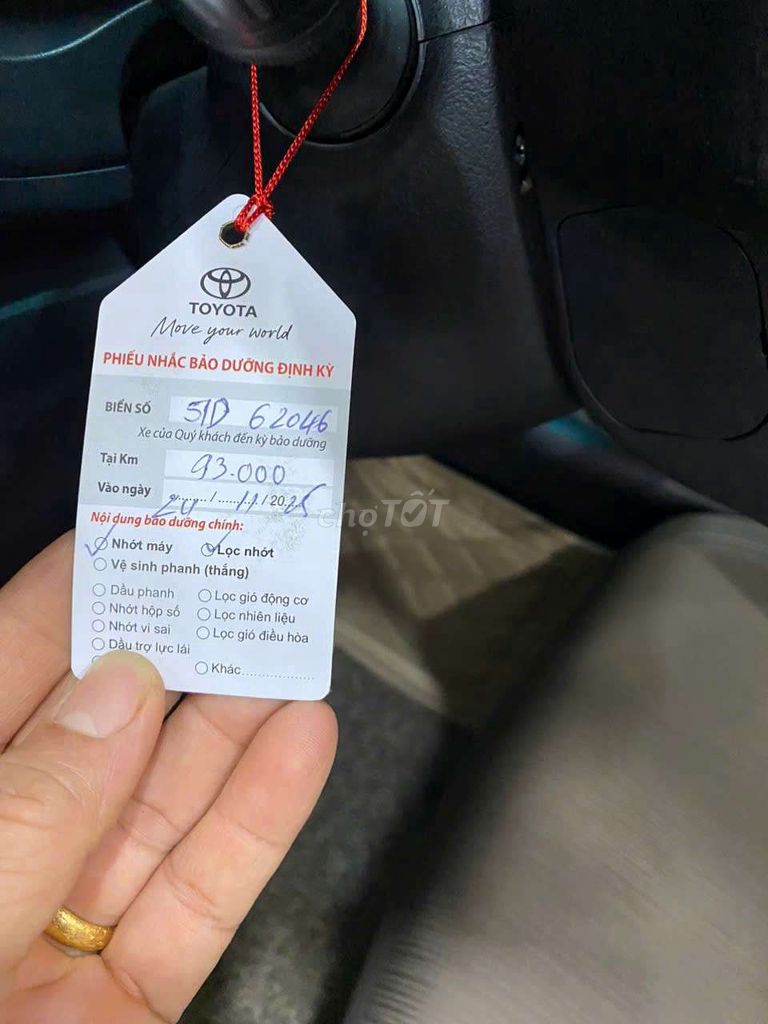 TOYOTA
Move your world
PHIẾU NHẮC BẢO DƯỠNG ĐỊNH KỲ
BIỂN SỐ 51D 62046
Xe của Quý khách đến kỳ bảo dưỡng
Tại Km 93.000
Vào ngày 24 / 11 / 2025
Nội dung bảo dưỡng chính:
Nhớt máy Lọc nhớt
Vệ sinh phanh (thắng)
Dầu phanh Lọc gió động cơ
Nhớt hộp số Lọc nhiên liệu
Nhớt vi sai Lọc gió điều hòa
Dầu trợ lực lái
Khác
chợTỐT